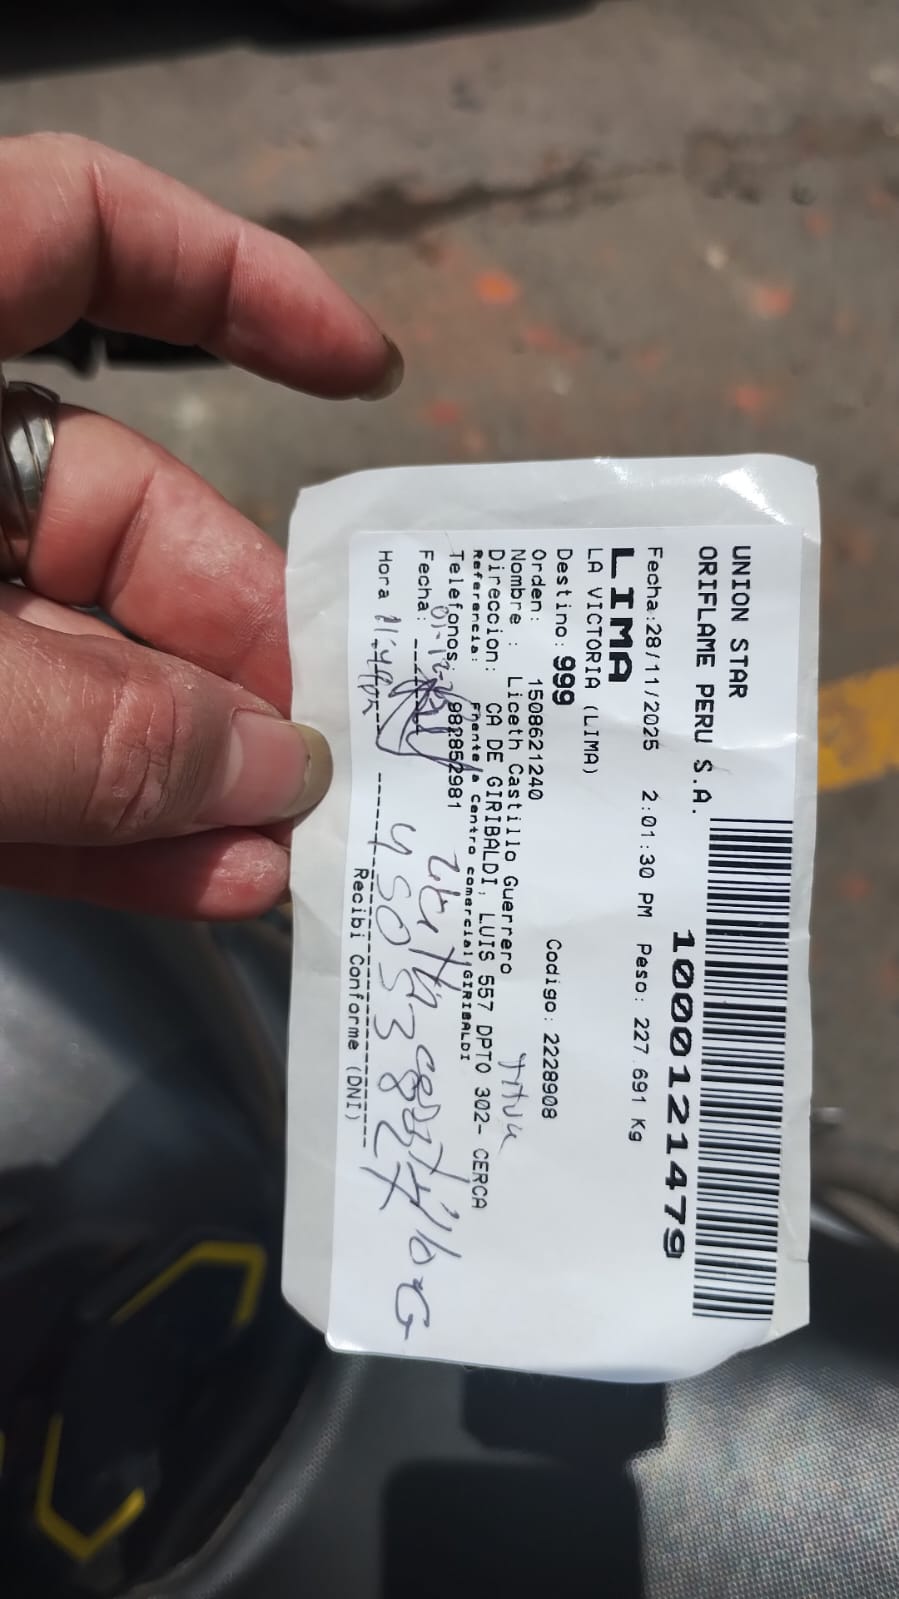 UNION STAR
ORIFLAME PERU S.A.
1000121479
Fecha:28/11/2025 2:01:30 PM Peso: 227.691 Kg
LIMA
LA VICTORIA (LIMA)
Destino: 999
Orden: 1508621240 Codigo: 2228908
Nombre : Liceth Castillo Guerrero
Direccion: CA DE GIRIBALDI, LUIS 557 DPTO 302- CERCA
Referencia: Frente a Centro comercial GIRIBALDI
Telefonos: 982852981
Fecha:
Hora
45053827
Recibi Conforme (DNI)